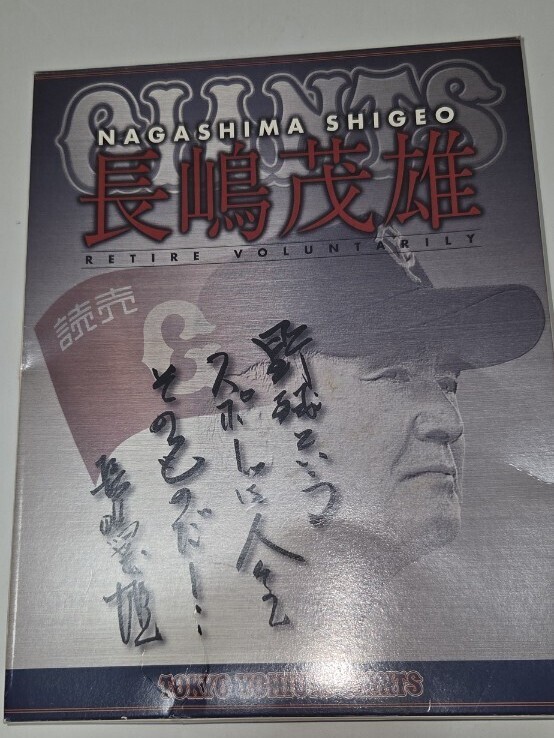 GIANTS
NAGASHIMA SHIGEO
長嶋茂雄
RETIRE VOLUNTARILY
読売
G
野球という
スポーツは人生
そのものだ!…
長嶋茂雄
TOKYO YOMIURI GIANTS